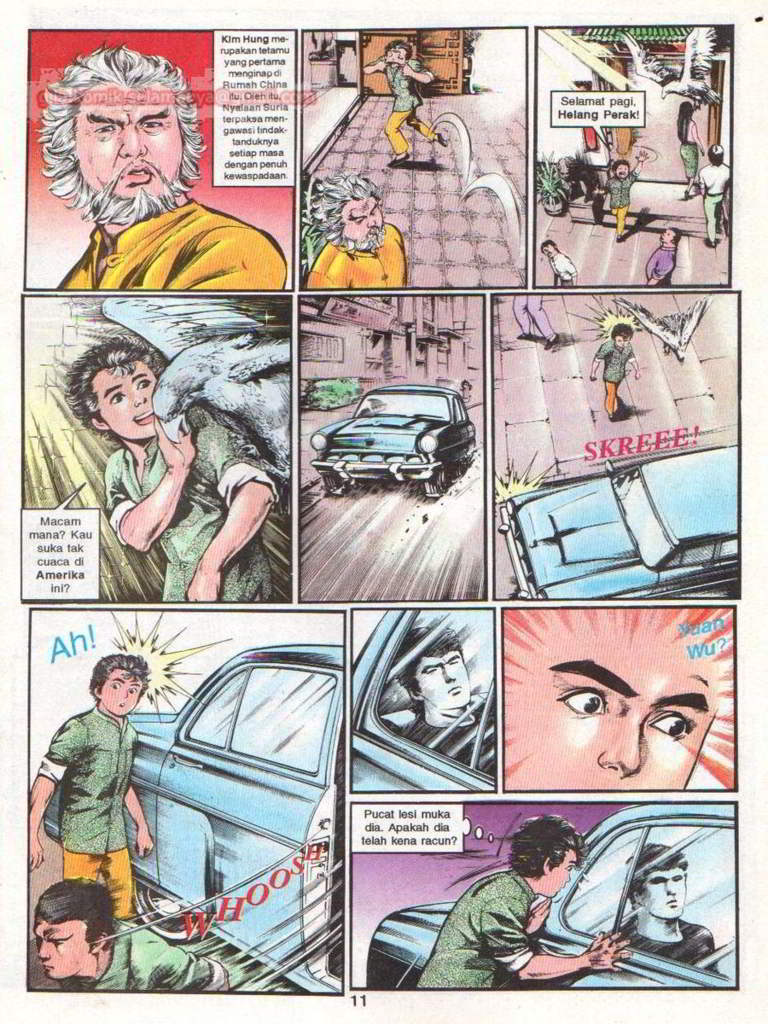 Kim Hung me-
rupakan tetamu
yang pertama
menginap di
Rumah China
itu. Oleh itu,
Nyalaan Suria
terpaksa men-
gawasi tindak-
tanduknya
setiap masa
dengan penuh
kewaspadaan.
Selamat pagi,
Helang Perak!
Macam
mana? Kau
suka tak
cuaca di
Amerika
ini?
SKREEE!
Ah!
WHOOSH
Yuan
Wu?
Pucat lesi muka
dia. Apakah dia
telah kena racun?
11